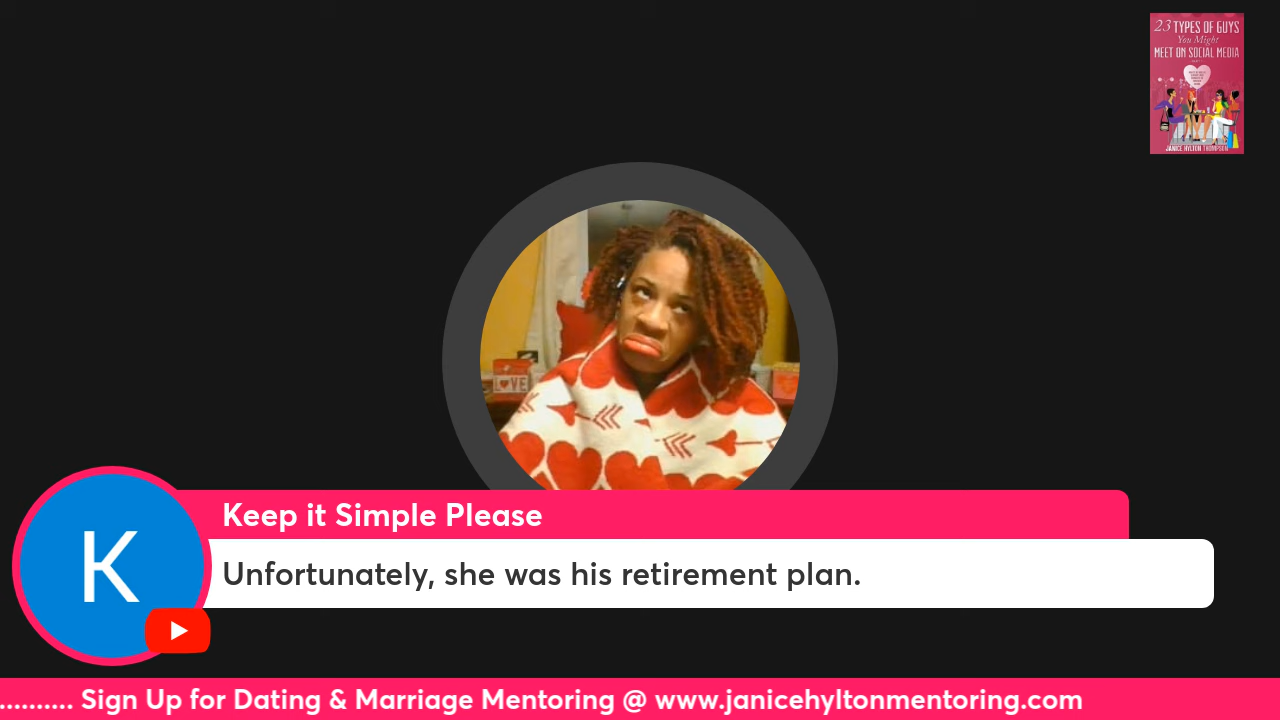 23 TYPES OF GUYS
You Might
MEET ON SOCIAL MEDIA
JANICE HYLTON THOMPSON
LOVE
Keep it Simple Please
K
Unfortunately, she was his retirement plan.
.......... Sign Up for Dating & Marriage Mentoring @ www.janicehyltonmentoring.com